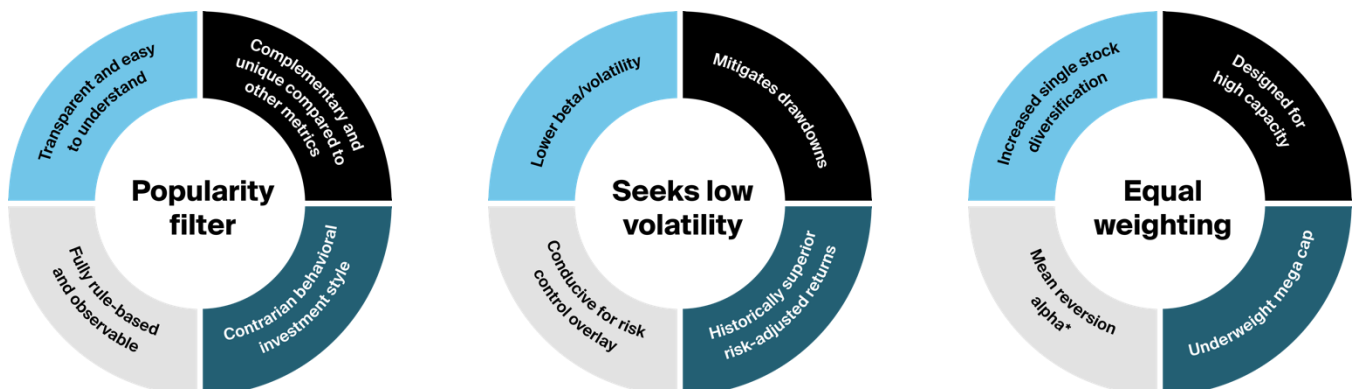 Transparent and easy
to understand
Complementary and
unique compared to
other metrics
Popularity
filter
Fully rule-based
and observable
Contrarian behavioral
investment style
Lower beta/volatility
Mitigates drawdowns
Seeks low
volatility
Conducive for risk
control overlay
Historically superior
risk-adjusted returns
Increased single stock
diversification
Designed for
high capacity
Equal
weighting
Mean reversion
alpha*
Underweight mega cap